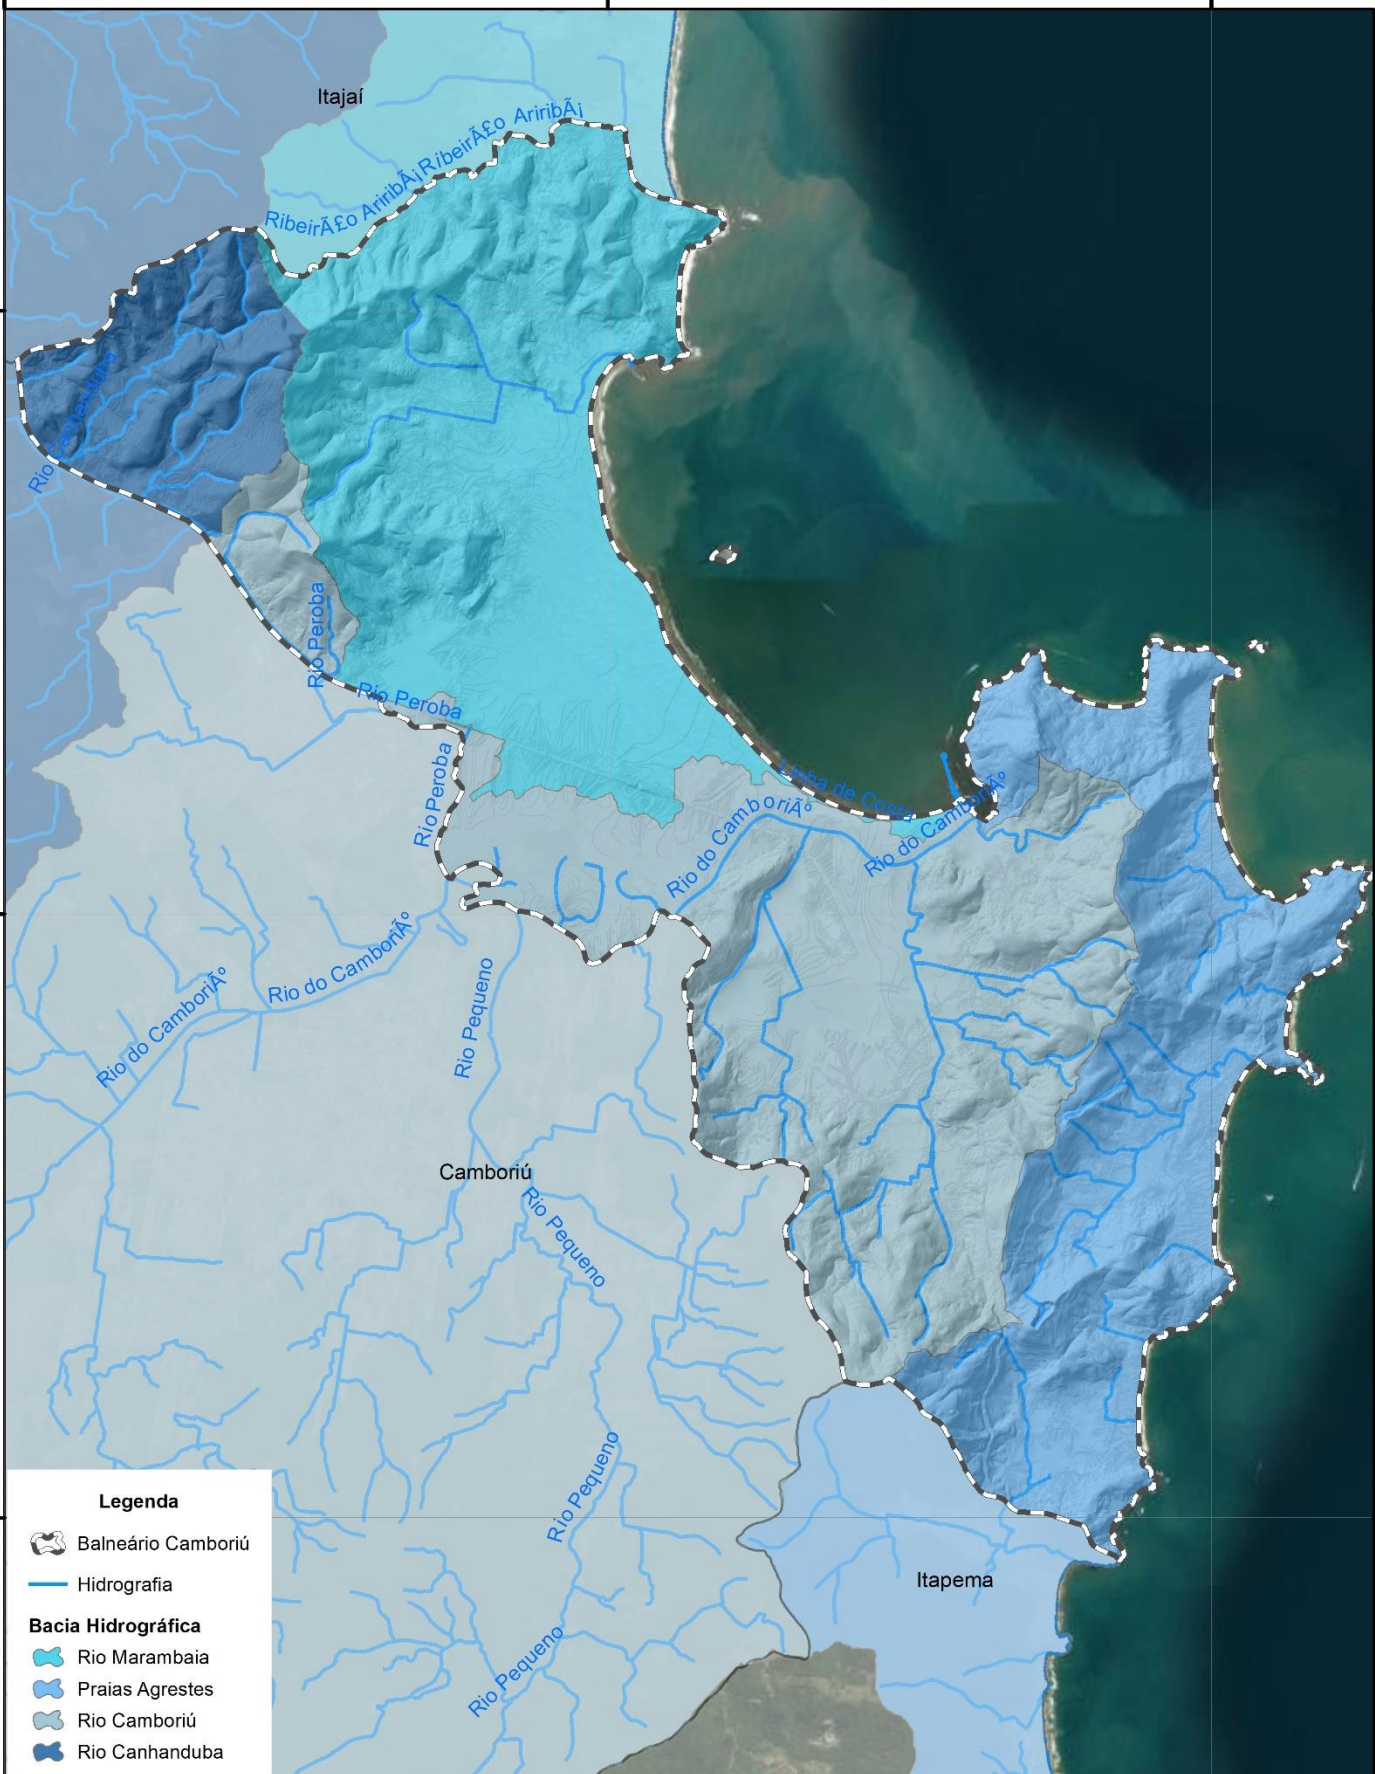 Itajaí
RibeirÃ£o AriribÃ¡
RibeirÃ£o AriribÃ¡
Rio Canhanduba
Rio Peroba
Rio Peroba
Rio Peroba
Linha de Costa
Rio do CamboriÃº
Rio do CamboriÃº
Rio do CamboriÃº
Rio do CamboriÃº
Rio Pequeno
Camboriú
Rio Pequeno
Rio Pequeno
Rio Pequeno
Itapema
Legenda
Balneário Camboriú
Hidrografia
Bacia Hidrográfica
Rio Marambaia
Praias Agrestes
Rio Camboriú
Rio Canhanduba